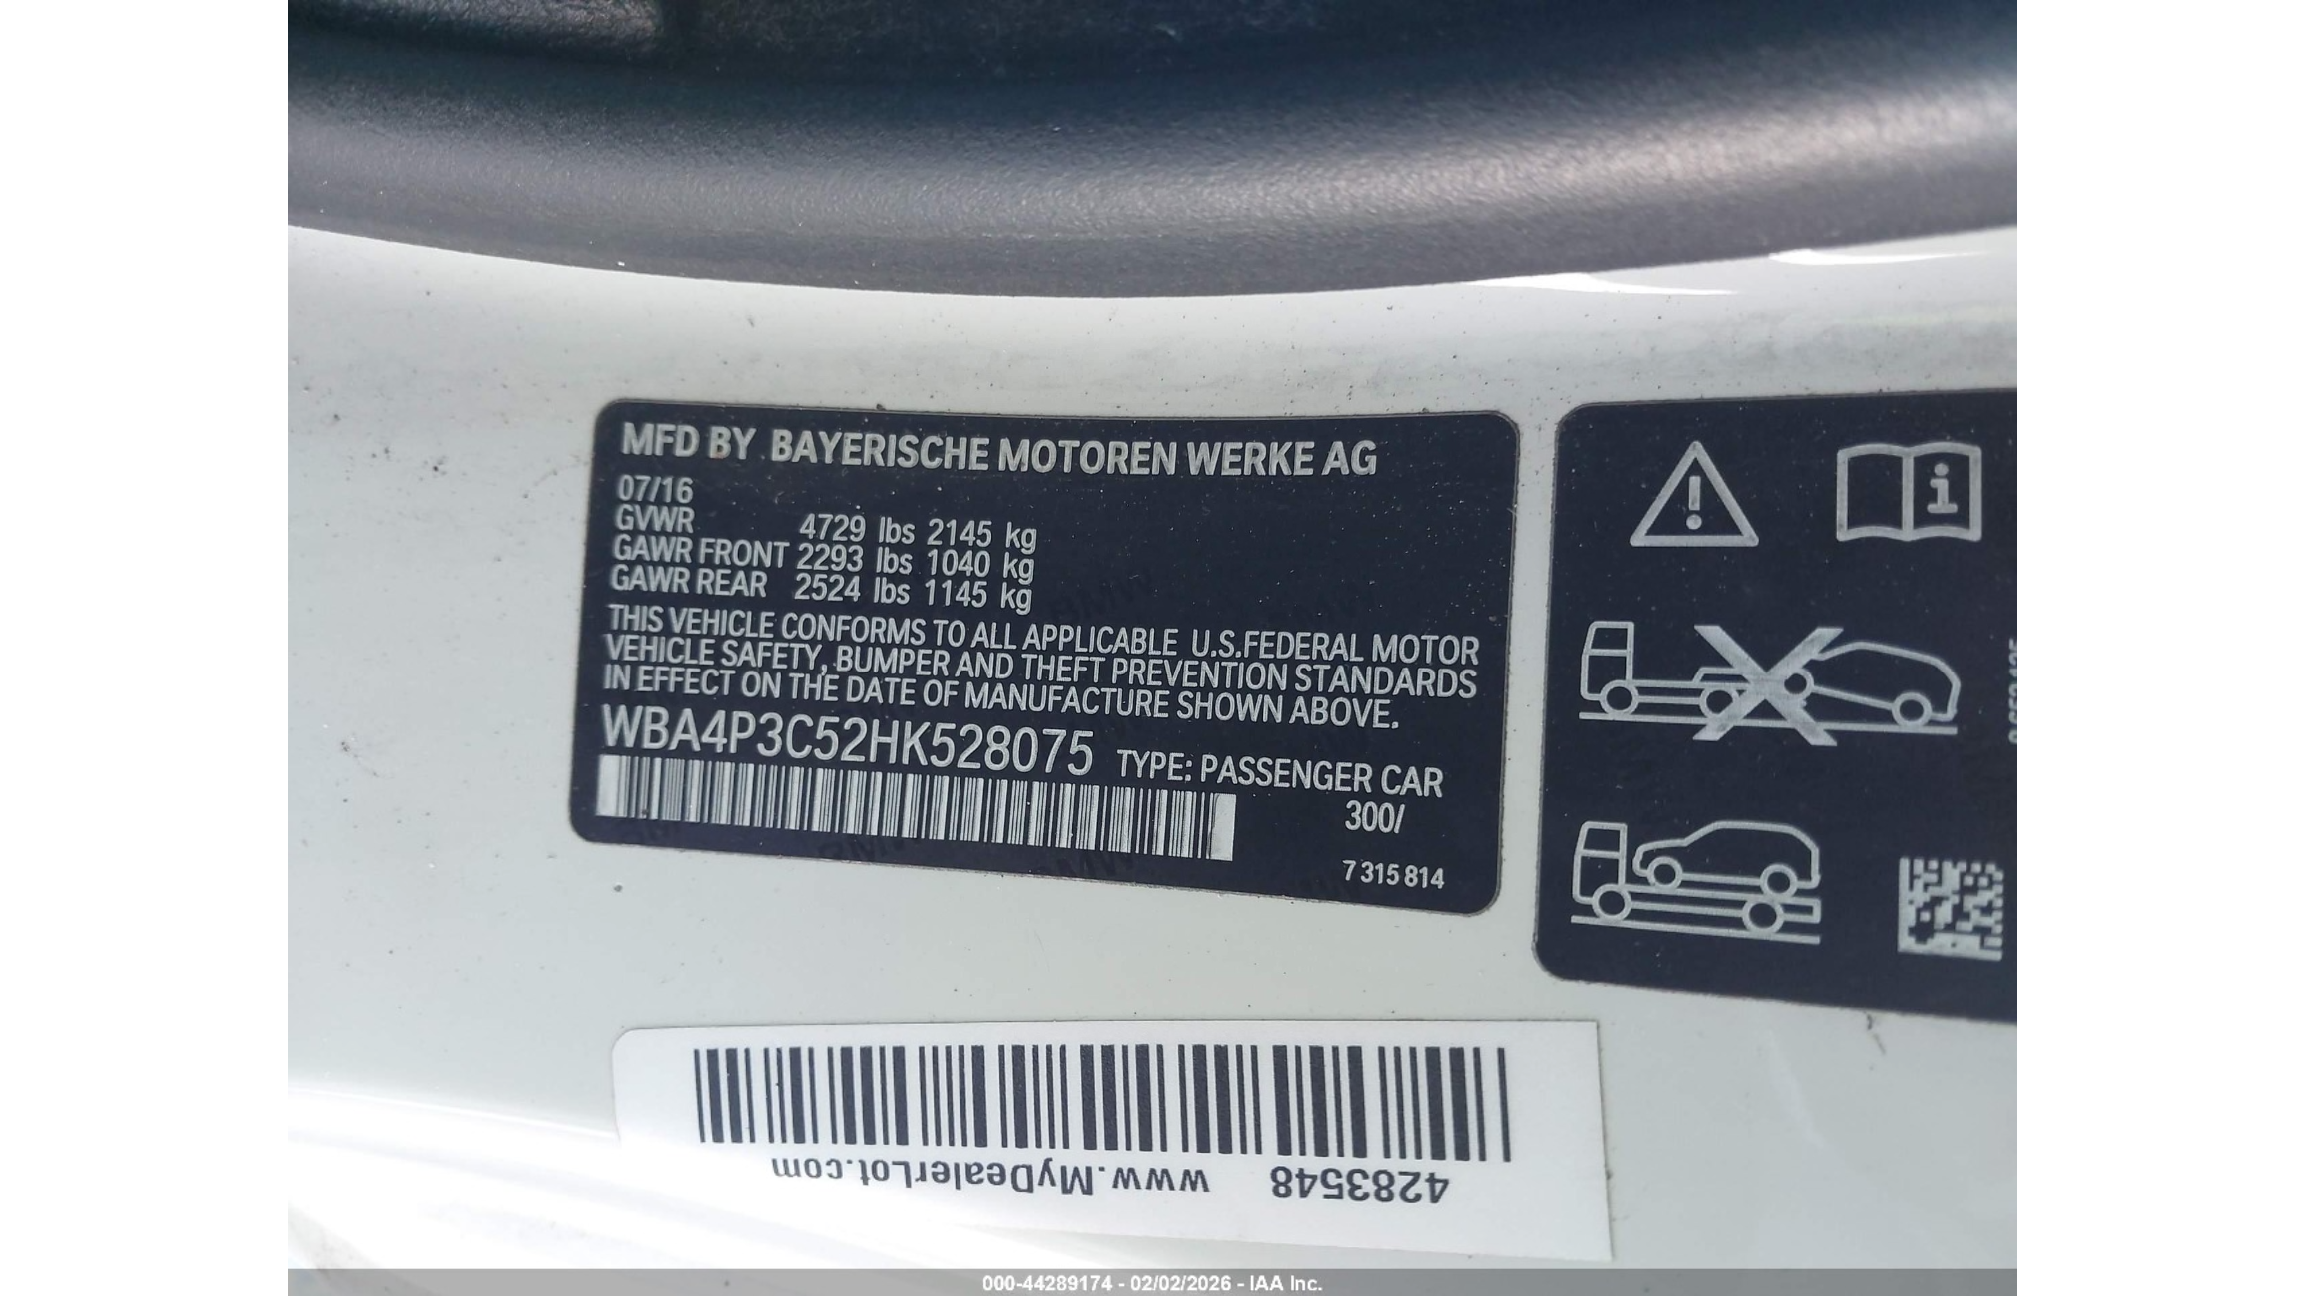 MFD BY BAYERISCHE MOTOREN WERKE AG
07/16
GVWR 4729 lbs 2145 kg
GAWR FRONT 2293 lbs 1040 kg
GAWR REAR 2524 lbs 1145 kg
THIS VEHICLE CONFORMS TO ALL APPLICABLE U.S.FEDERAL MOTOR
VEHICLE SAFETY, BUMPER AND THEFT PREVENTION STANDARDS
IN EFFECT ON THE DATE OF MANUFACTURE SHOWN ABOVE.
WBA4P3C52HK528075 TYPE: PASSENGER CAR
300/
7 315 814
4283548 www.MyDealerLot.com
000-44289174 - 02/02/2026 - IAA Inc.